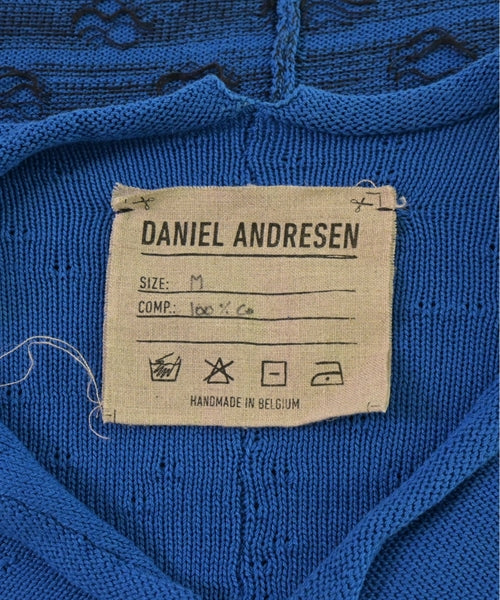 DANIEL ANDRESEN
SIZE: M
COMP.: 100% Co
HANDMADE IN BELGIUM